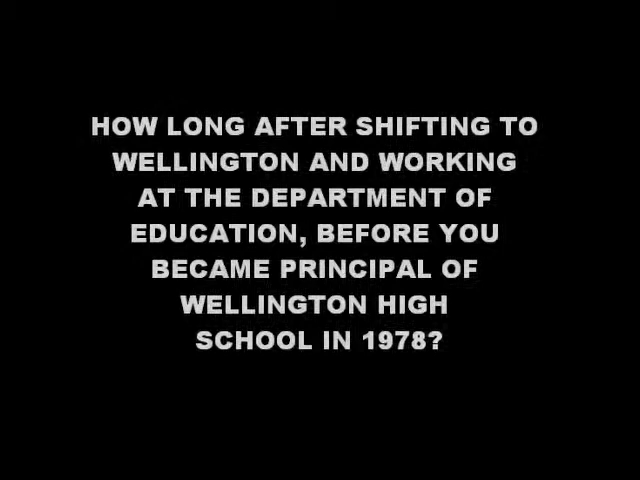 HOW LONG AFTER SHIFTING TO
WELLINGTON AND WORKING
AT THE DEPARTMENT OF
EDUCATION, BEFORE YOU
BECAME PRINCIPAL OF
WELLINGTON HIGH
SCHOOL IN 1978?